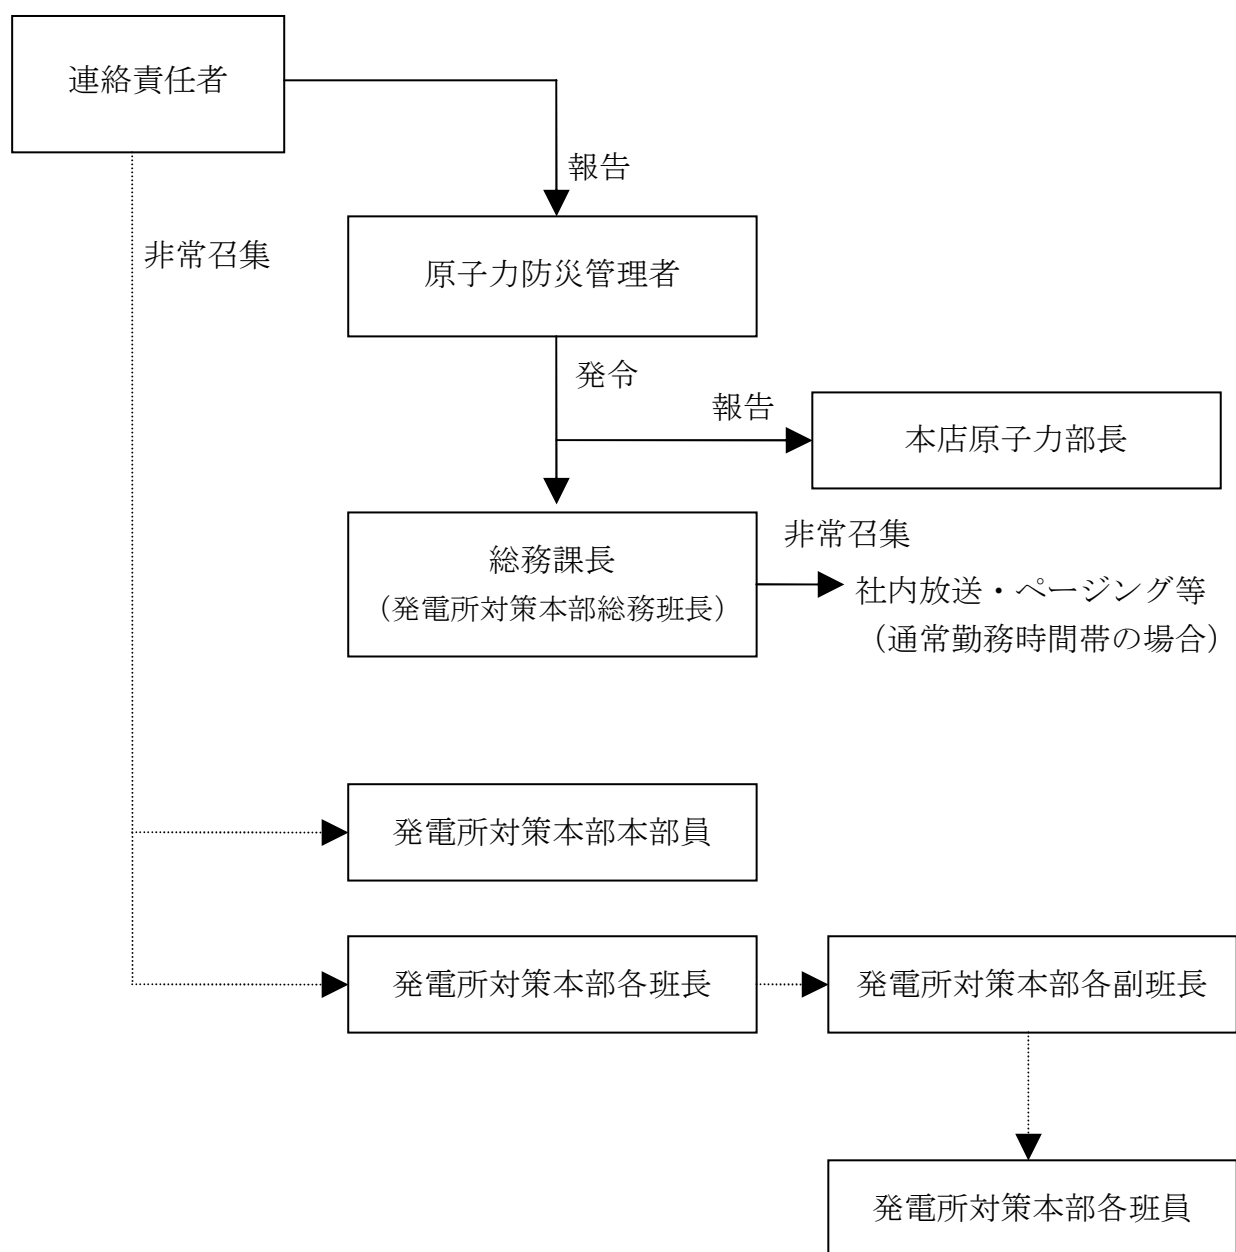 連絡責任者
報告
非常召集
原子力防災管理者
発令
報告
本店原子力部長
総務課長
（発電所対策本部総務班長）
非常召集
社内放送・ページング等
（通常勤務時間帯の場合）
発電所対策本部本部員
発電所対策本部各班長
発電所対策本部各副班長
発電所対策本部各班員